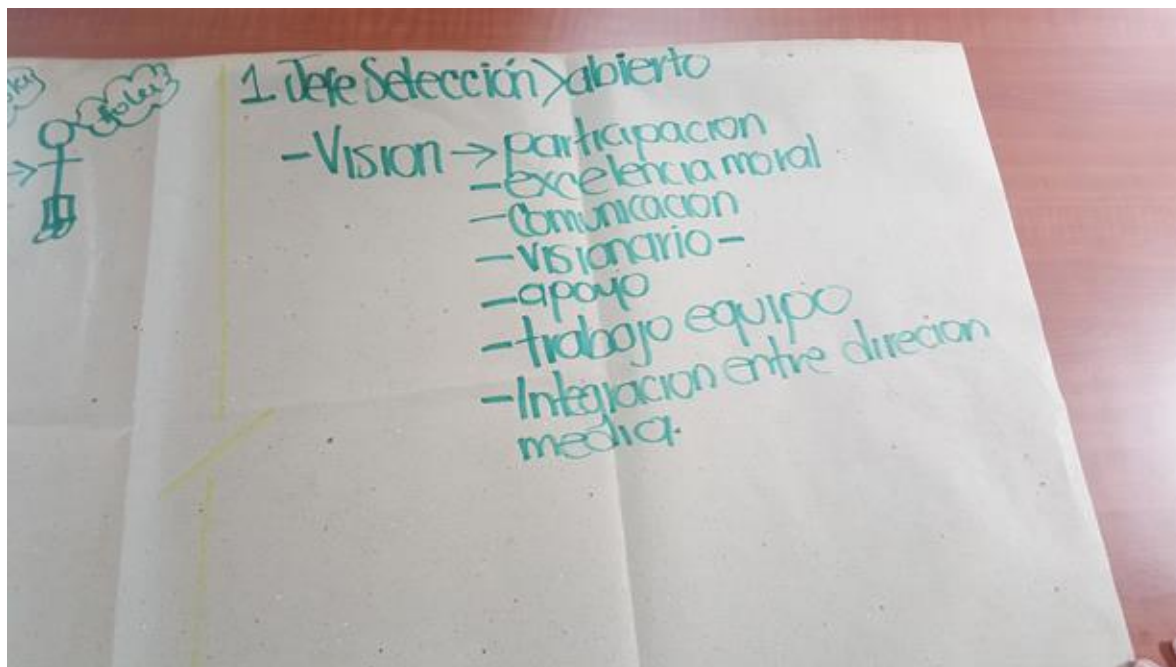 1 Jefe Selección > abierto
- Vision → participacion
- excelencia moral
- Comunicacion
- Visionario -
- apoyo
- trabajo equipo
- Integracion entre direcion
media.